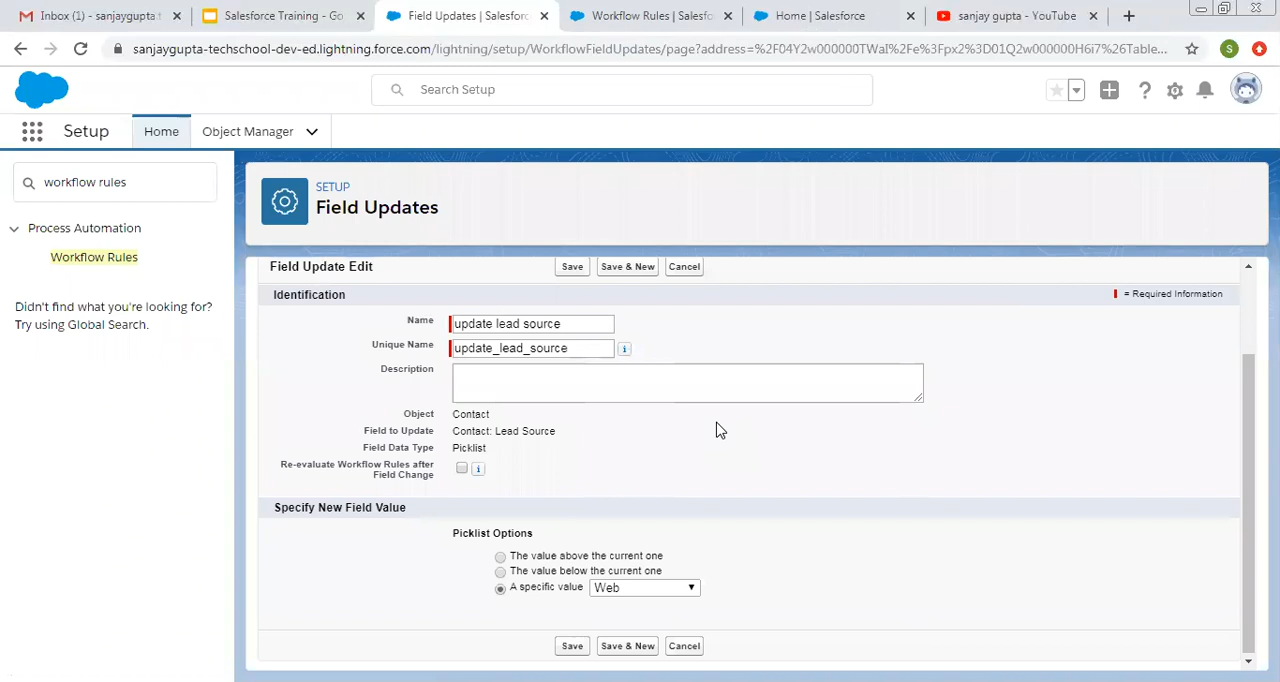 Inbox (1) - sanjaygupta.t
Salesforce Training - Go
Field Updates | Salesforc
Workflow Rules | Salesfo
Home | Salesforce
sanjay gupta - YouTube
sanjaygupta-techschool-dev-ed.lightning.force.com/lightning/setup/WorkflowFieldUpdates/page?address=%2F04Y2w000000TWal%2Fe%3Fpx2%3D01Q2w000000H6i7%26Table...
S
Search Setup
Setup
Home
Object Manager
workflow rules
Process Automation
Workflow Rules
Didn't find what you're looking for?
Try using Global Search.
SETUP
Field Updates
Field Update Edit
Save
Save & New
Cancel
Identification
= Required Information
Name
update lead source
Unique Name
update_lead_source
Description
Object
Contact
Field to Update
Contact: Lead Source
Field Data Type
Picklist
Re-evaluate Workflow Rules after
Field Change
Specify New Field Value
Picklist Options
The value above the current one
The value below the current one
A specific value
Web
Save
Save & New
Cancel